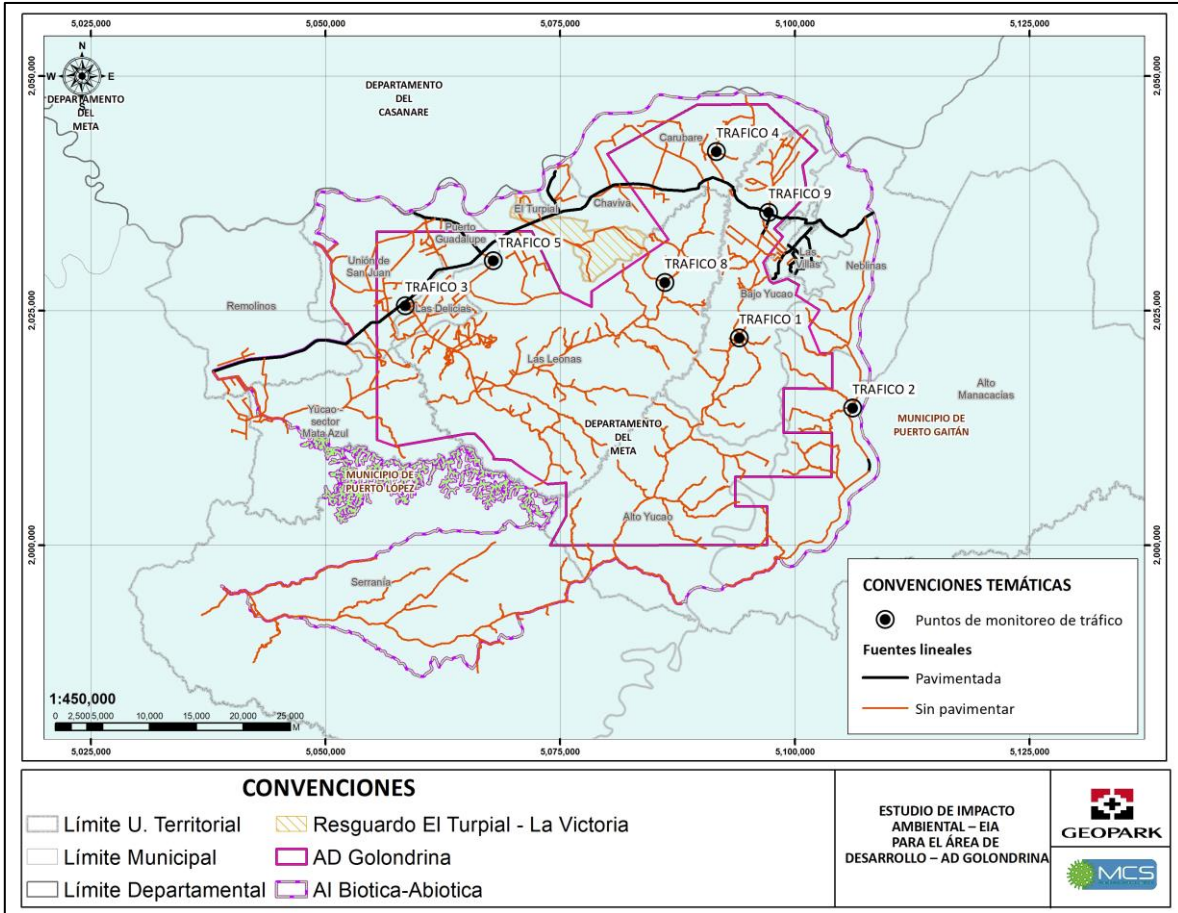 5,025,000
5,050,000
5,075,000
5,100,000
5,125,000
2,050,000
2,050,000
N
W
E
S
DEPARTAMENTO
DEL
META
DEPARTAMENTO
DEL
CASANARE
Carubare
TRAFICO 4
TRAFICO 9
El Turpial
Chaviva
Puerto
Guadalupe
TRAFICO 5
Unión de
San Juan
Las
Villas
Neblinas
TRAFICO 8
Bajo Yucao
TRAFICO 3
Remolinos
Las Delicias
2,025,000
2,025,000
TRAFICO 1
Las Leonas
TRAFICO 2
Alto
Manacacías
MUNICIPIO DE
PUERTO GAITÁN
Yucao -
sector
Mata Azul
DEPARTAMENTO
DEL
META
MUNICIPIO DE
PUERTO LÓPEZ
Alto Yucao
2,000,000
2,000,000
Serranía
CONVENCIONES TEMÁTICAS
Puntos de monitoreo de tráfico
Fuentes lineales
Pavimentada
Sin pavimentar
1:450,000
0 2,500 5,000 10,000 15,000 20,000 25,000
M
5,025,000
5,050,000
5,075,000
5,100,000
5,125,000
CONVENCIONES
Límite U. Territorial
Resguardo El Turpial - La Victoria
Límite Municipal
AD Golondrina
Límite Departamental
AI Biotica-Abiotica
ESTUDIO DE IMPACTO
AMBIENTAL – EIA
PARA EL ÁREA DE
DESARROLLO – AD GOLONDRINA
GEOPARK
MCS